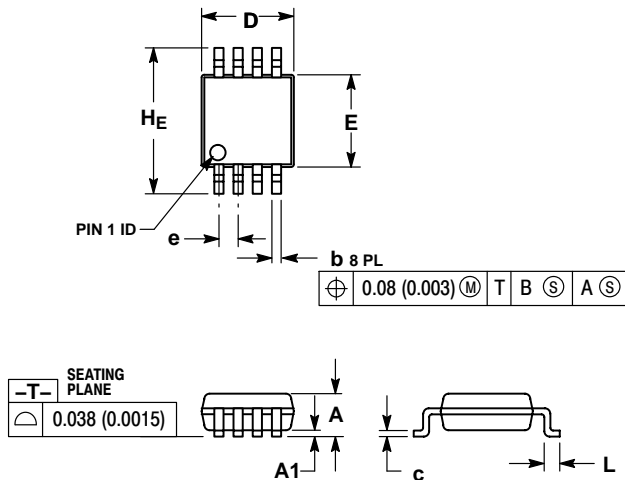 D
HE
E
PIN 1 ID
e
b 8 PL
⌖ 0.08 (0.003) Ⓜ T B Ⓢ A Ⓢ
–T– SEATING
PLANE
⌓ 0.038 (0.0015)
A
A1
c
L